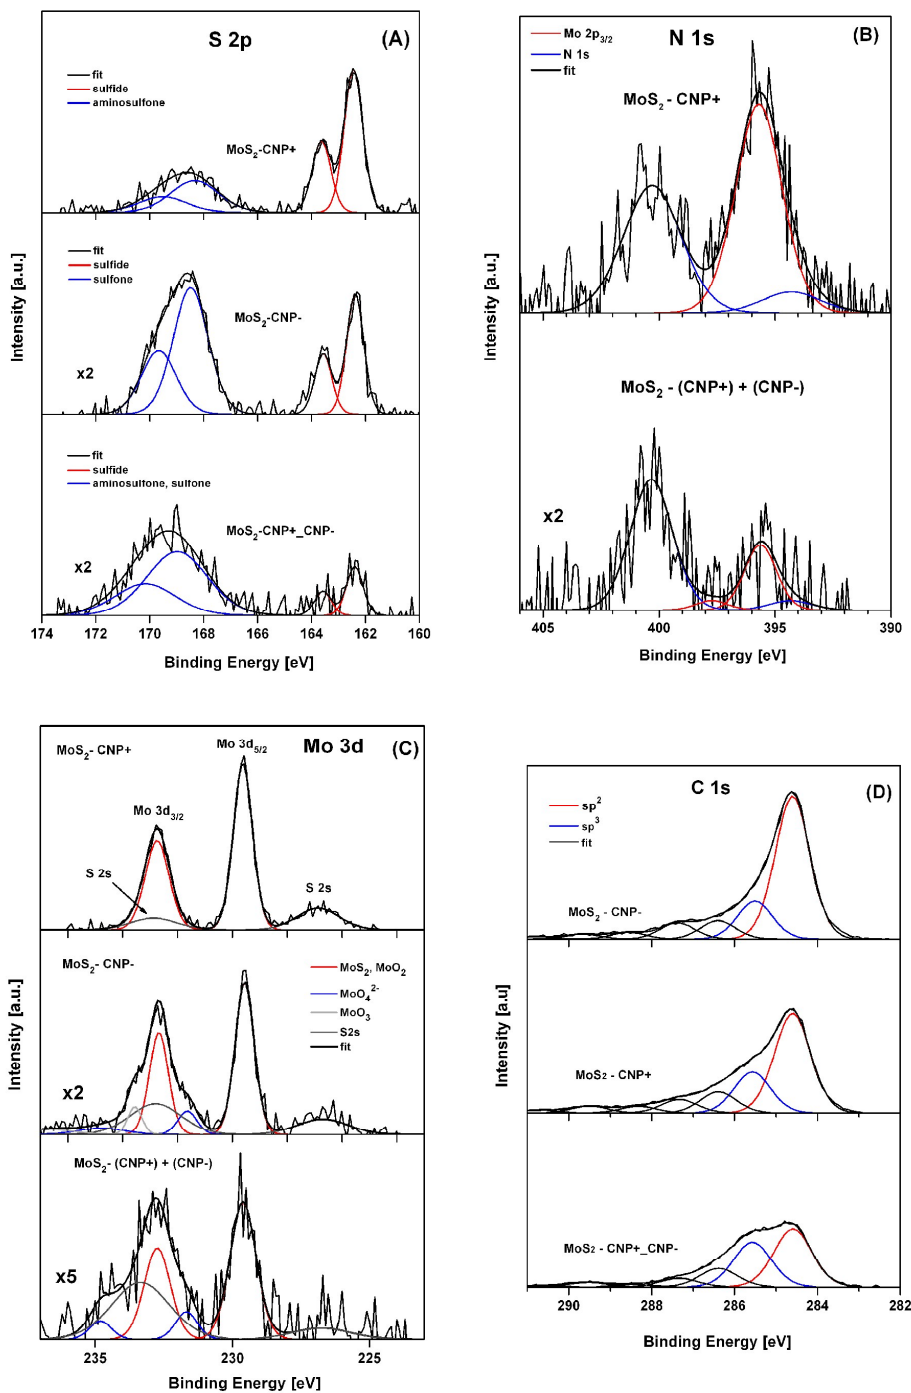 S 2p
(A)
fit
sulfide
aminosulfone
MoS2-CNP+
fit
sulfide
sulfone
MoS2-CNP-
x2
fit
sulfide
aminosulfone, sulfone
MoS2-CNP+_CNP-
x2
174 172 170 168 166 164 162 160
Binding Energy [eV]
Intensity [a.u.]
N 1s
(B)
Mo 2p3/2
N 1s
fit
MoS2 - CNP+
MoS2 - (CNP+) + (CNP-)
x2
405 400 395 390
Binding Energy [eV]
Intensity [a.u.]
Mo 3d
(C)
MoS2- CNP+
Mo 3d5/2
Mo 3d3/2
S 2s
S 2s
MoS2- CNP-
MoS2, MoO2
MoO4 2-
MoO3
S2s
fit
x2
MoS2- (CNP+) + (CNP-)
x5
235 230 225
Binding Energy [eV]
Intensity [a.u.]
C 1s
(D)
sp2
sp3
fit
MoS2 - CNP-
MoS2 - CNP+
MoS2 - CNP+_CNP-
290 288 286 284 282
Binding Energy [eV]
Intensity [a.u]